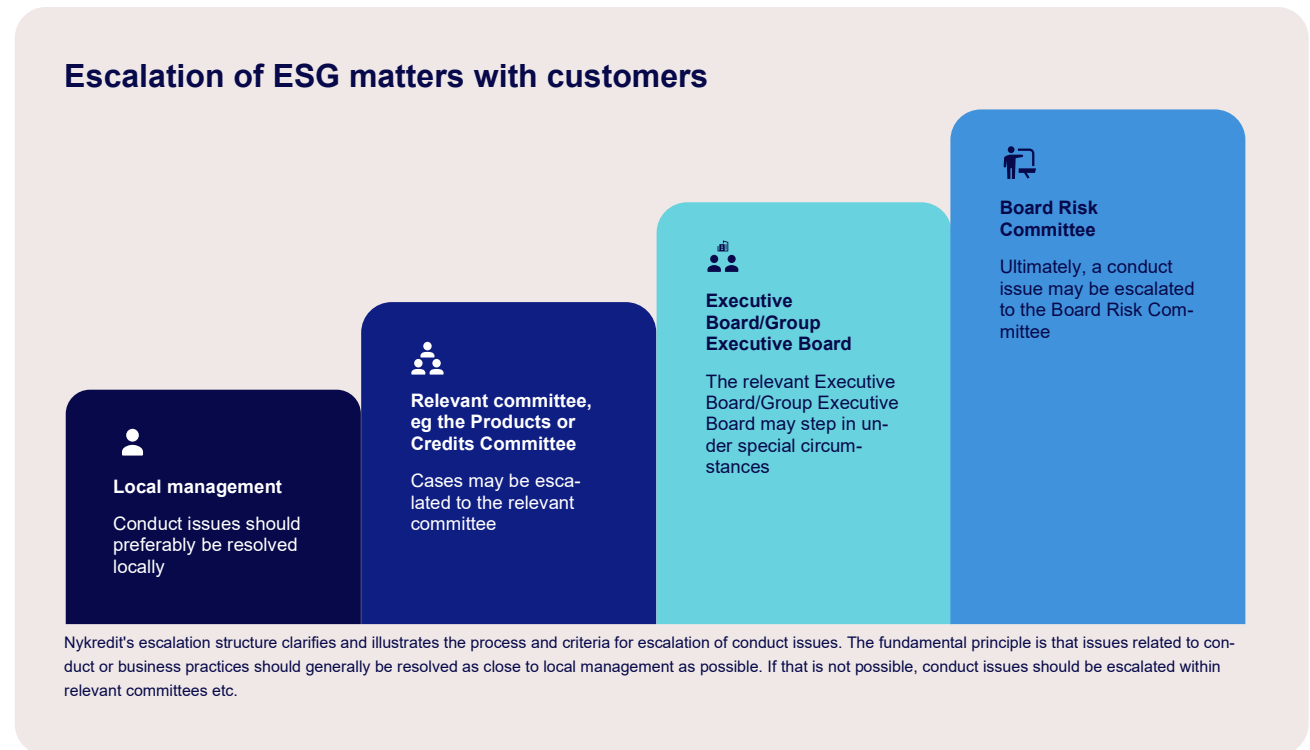 Escalation of ESG matters with customers
Local management
Conduct issues should
preferably be resolved
locally
Relevant committee,
eg the Products or
Credits Committee
Cases may be esca-
lated to the relevant
committee
Executive
Board/Group
Executive Board
The relevant Executive
Board/Group Executive
Board may step in un-
der special circum-
stances
Board Risk
Committee
Ultimately, a conduct
issue may be escalated
to the Board Risk Com-
mittee
Nykredit's escalation structure clarifies and illustrates the process and criteria for escalation of conduct issues. The fundamental principle is that issues related to con-
duct or business practices should generally be resolved as close to local management as possible. If that is not possible, conduct issues should be escalated within
relevant committees etc.